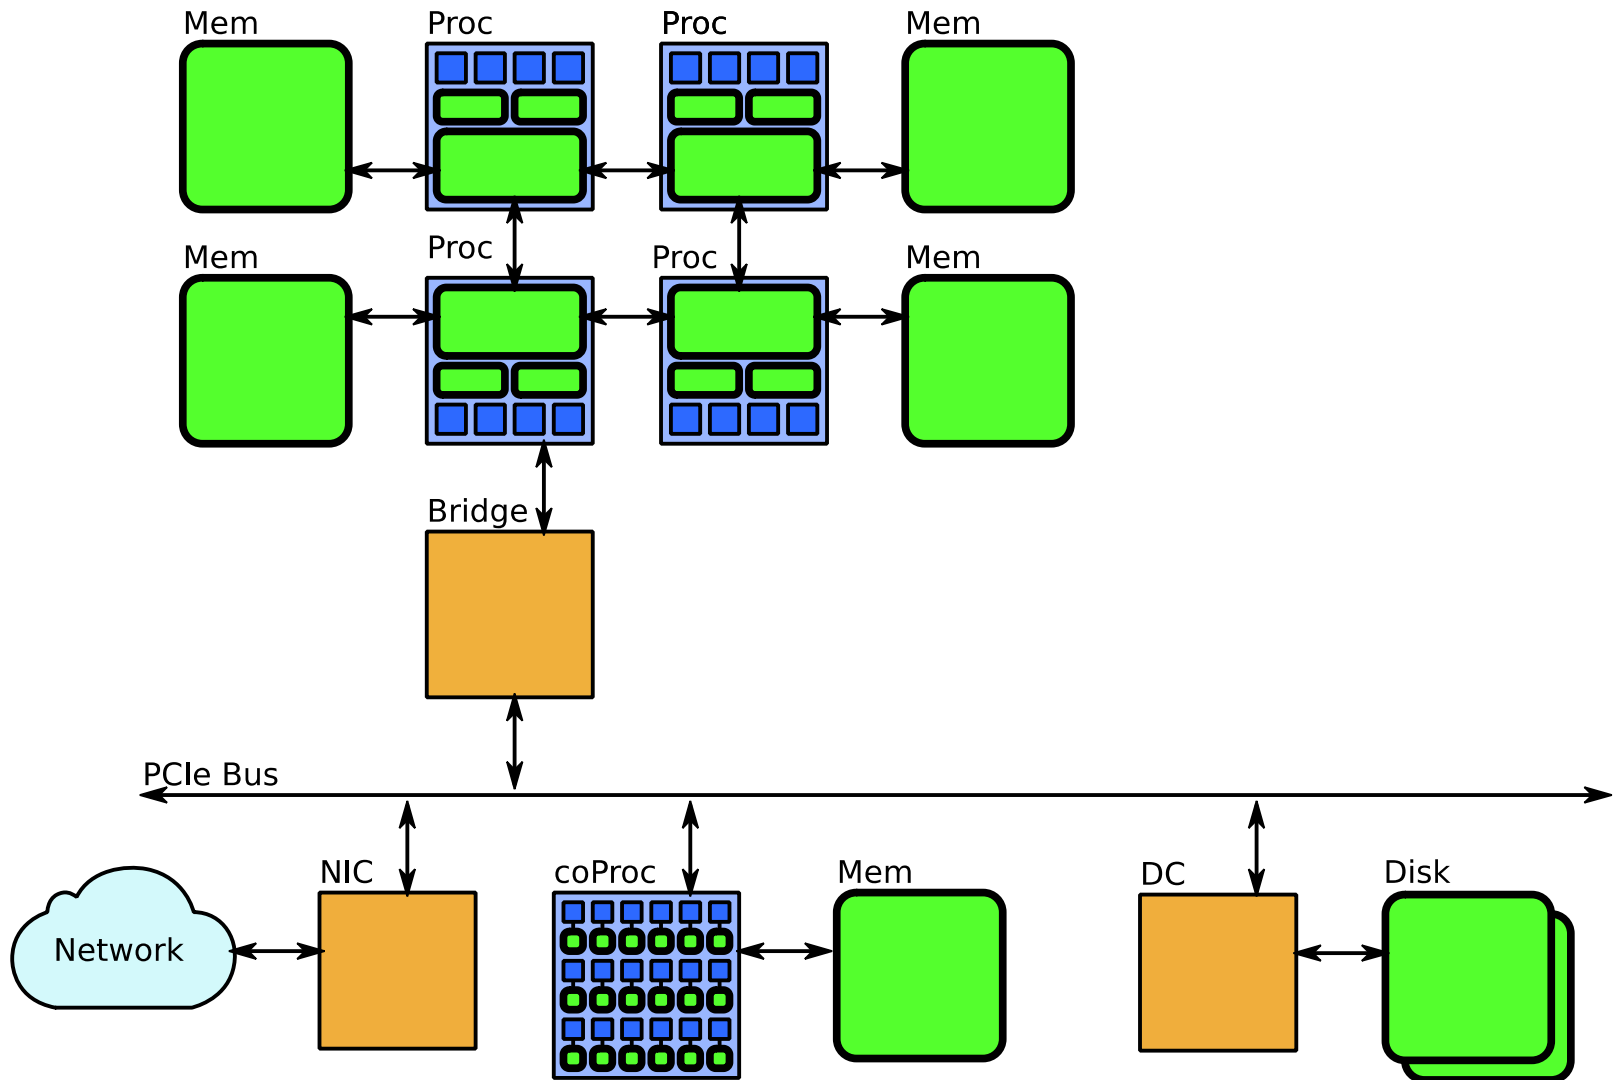 Mem
Proc
Proc
Mem
Mem
Proc
Proc
Mem
Bridge
PCIe Bus
NIC
coProc
Mem
DC
Disk
Network